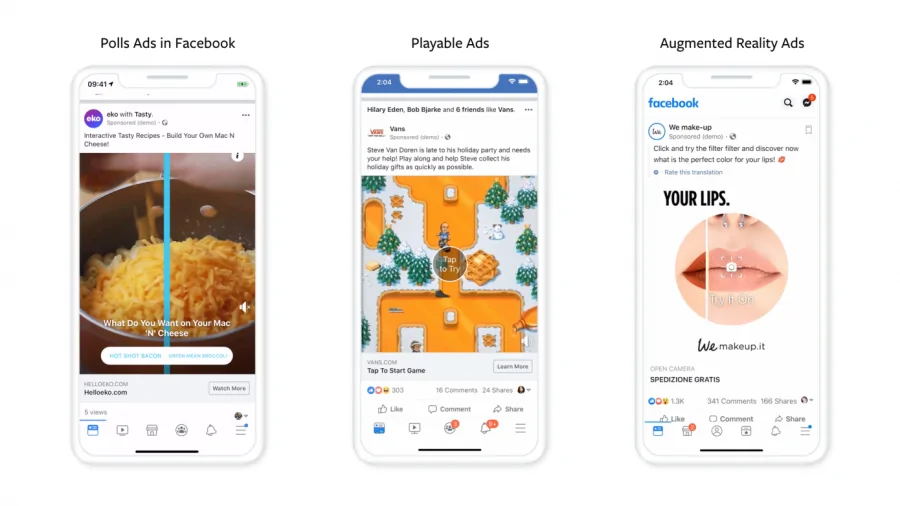 Polls Ads in Facebook
09:41
eko
eko with Tasty.
Sponsored (demo) ·
Interactive Tasty Recipes - Build Your Own Mac N
Cheese!
i
What Do You Want on Your Mac
'N' Cheese
HOT SHOT BACON
GREEN MEAN BROCCOLI
HELLOEKO.COM
Helloeko.com
Watch More
5 views
Playable Ads
2:04
Hilary Eden, Bob Bjarke and 6 friends like Vans.
VANS
Vans
Sponsored (demo) ·
Steve Van Doren is late to his holiday party and needs
your help! Play along and help Steve collect his
holiday gifts as quickly as possible.
Tap
to Try
VANS.COM
Tap To Start Game
Learn More
303
16 Comments 24 Shares
Like
Comment
Share
9+
Augmented Reality Ads
2:04
facebook
We
We make-up
Sponsored (demo) ·
Click and try the filter filter and discover now
what is the perfect color for your lips!
Rate this translation
YOUR LIPS.
Try it On
We makeup.it
OPEN CAMERA
SPEDIZIONE GRATIS
1.3K
341 Comments 166 Shares
Like
Comment
Share